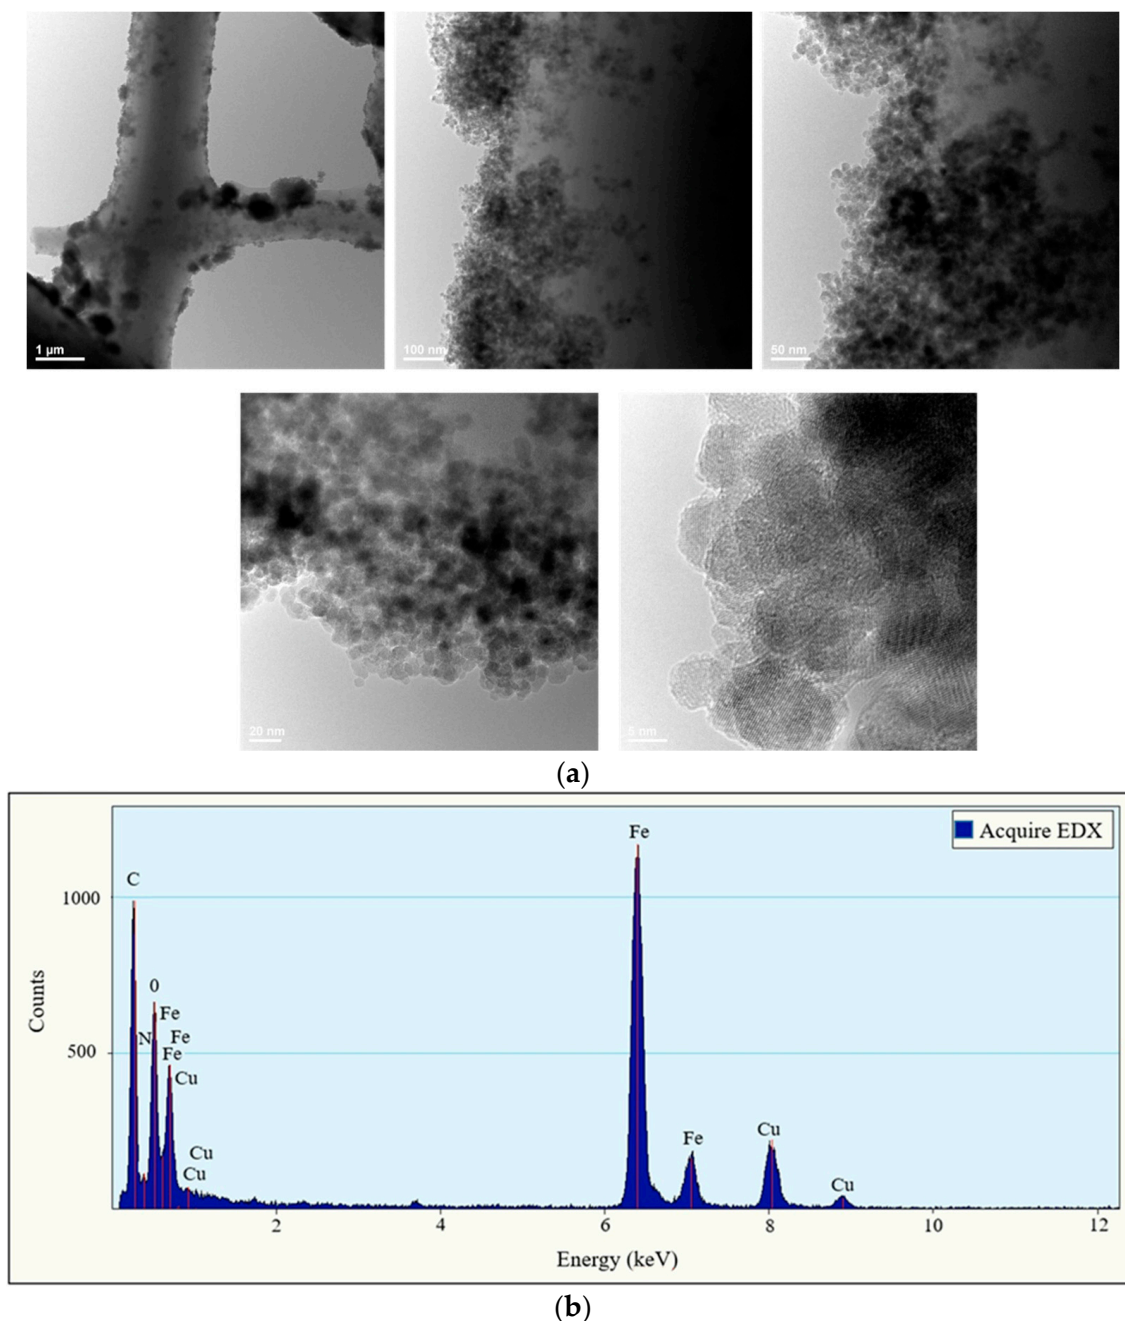 1 µm
100 nm
50 nm
20 nm
5 nm
(a)
Acquire EDX
Fe
C
1000
0
Fe
N
Fe
500
Fe
Cu
Cu
Fe
Cu
Cu
Cu
Counts
2
4
6
8
10
12
Energy (keV)
(b)